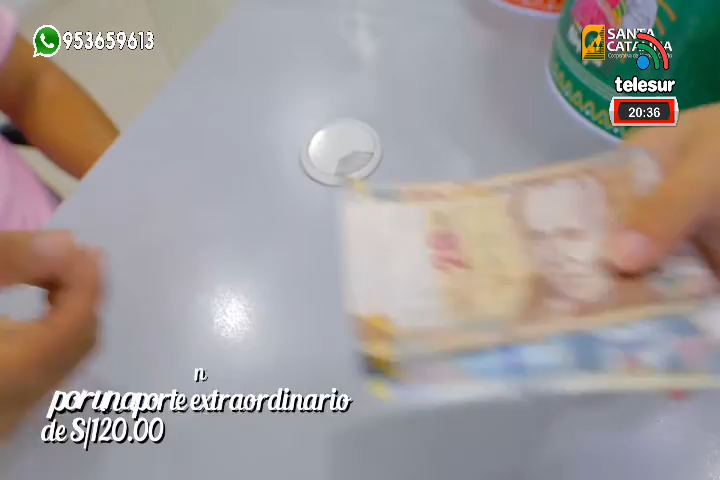 953659613
SANTA
CATALINA
telesur
20:36
n
por un aporte extraordinario
de S/120.00